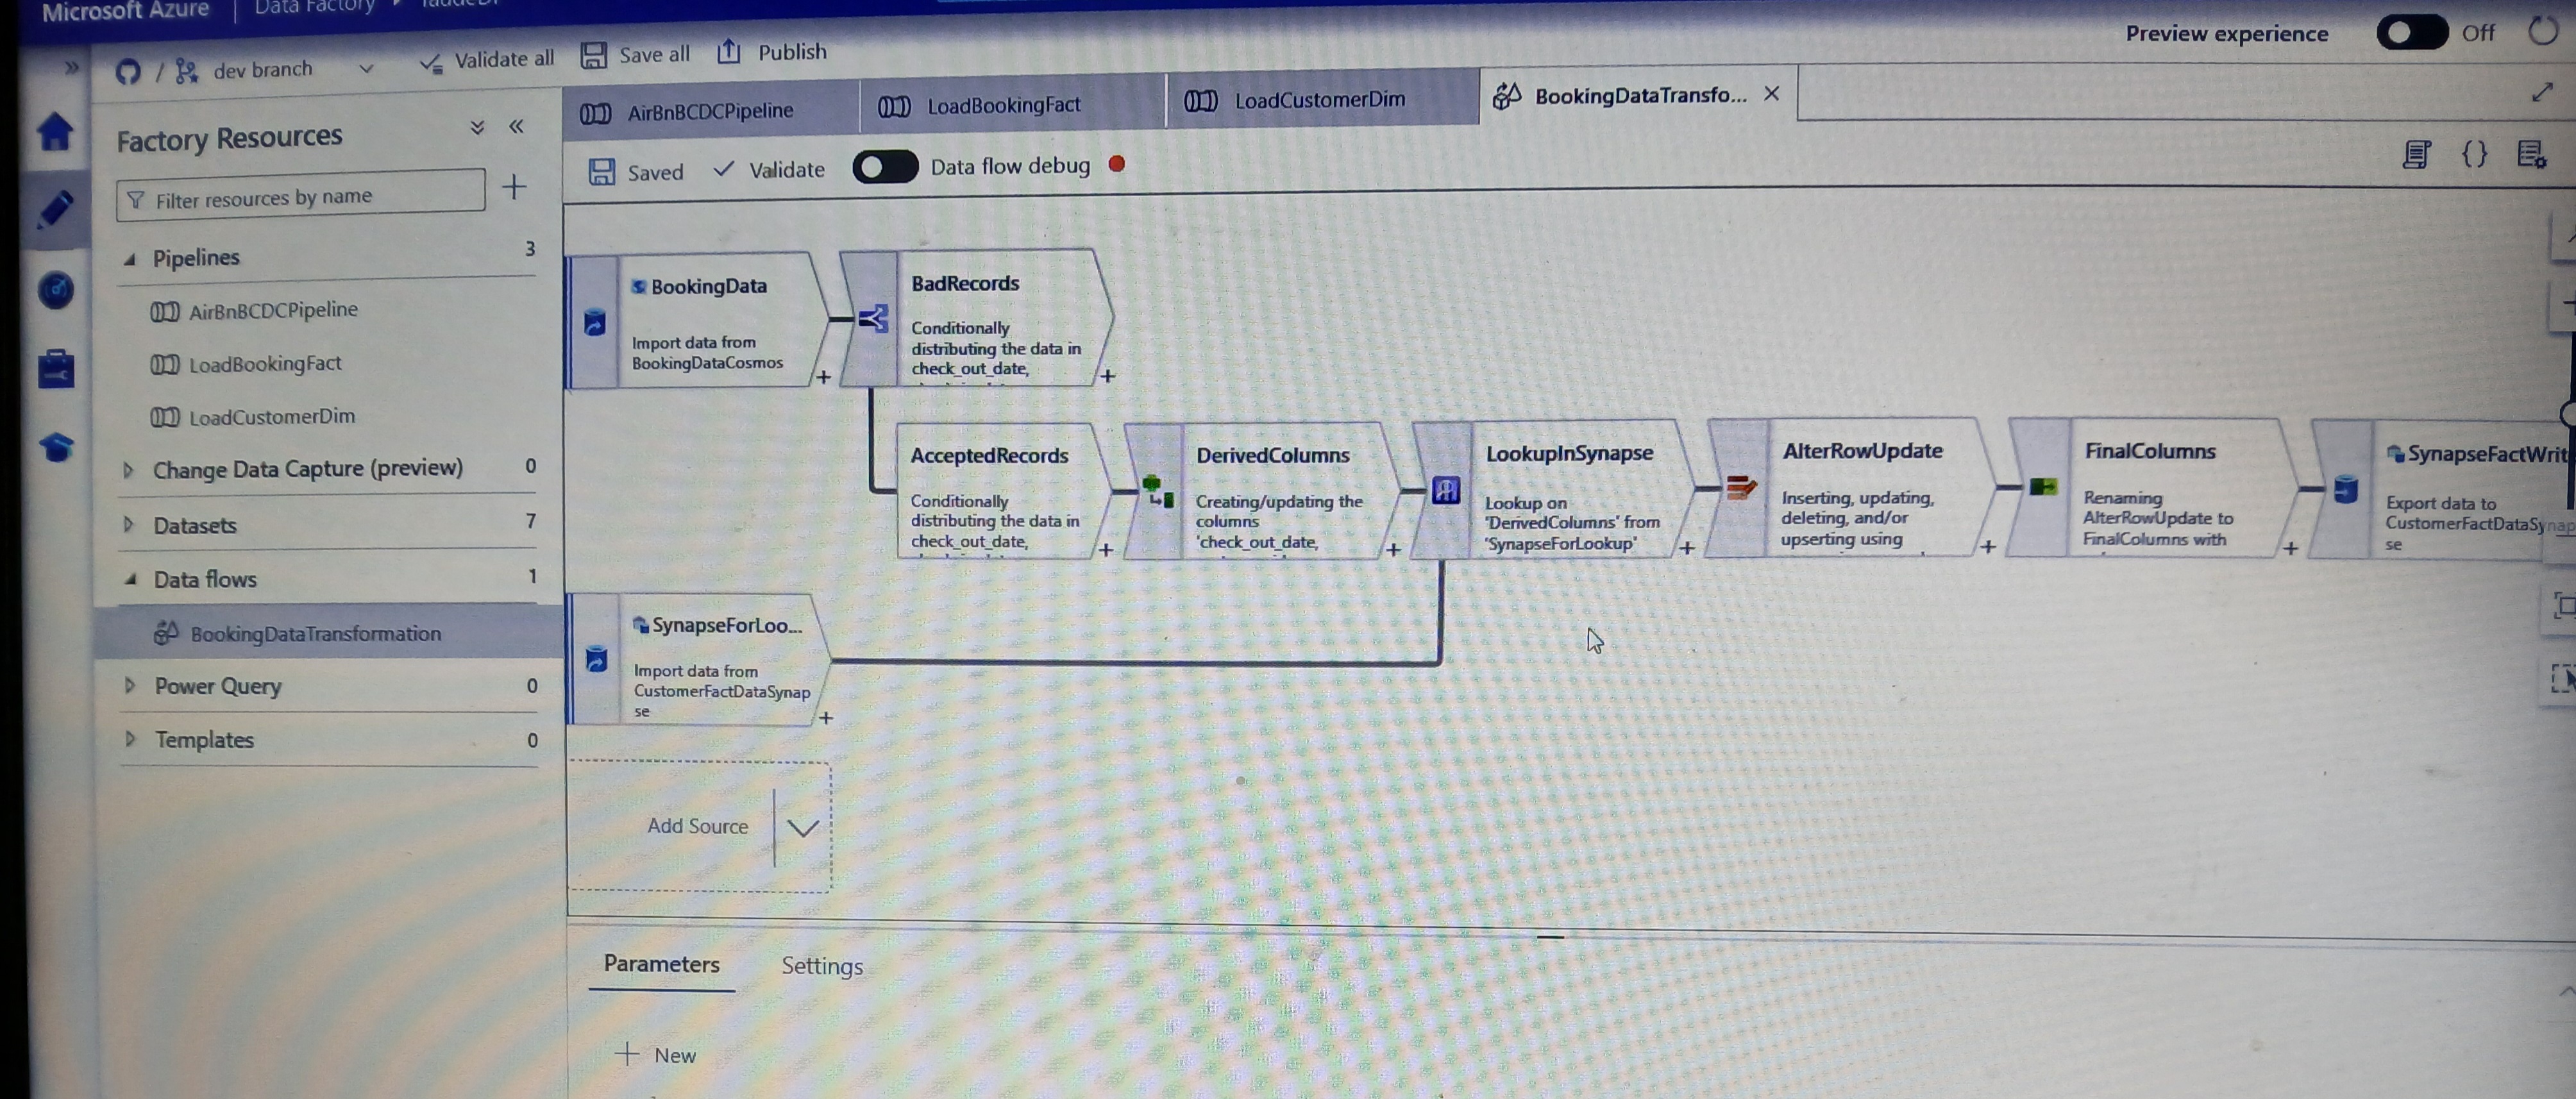 Microsoft Azure | Data Factory
Preview experience Off
/ dev branch Validate all Save all Publish
Factory Resources
Filter resources by name
Pipelines 3
AirBnBCDCPipeline
LoadBookingFact
LoadCustomerDim
Change Data Capture (preview) 0
Datasets 7
Data flows 1
BookingDataTransformation
Power Query 0
Templates 0
AirBnBCDCPipeline LoadBookingFact LoadCustomerDim BookingDataTransfo...
Saved Validate Data flow debug
{}
BookingData
Import data from
BookingDataCosmos
BadRecords
Conditionally
distributing the data in
check_out_date,
AcceptedRecords
Conditionally
distributing the data in
check_out_date,
DerivedColumns
Creating/updating the
columns
'check_out_date,
LookupInSynapse
Lookup on
'DerivedColumns' from
'SynapseForLookup'
AlterRowUpdate
Inserting, updating,
deleting, and/or
upserting using
FinalColumns
Renaming
AlterRowUpdate to
FinalColumns with
SynapseFactWrit
Export data to
CustomerFactDataSynap
se
SynapseForLoo...
Import data from
CustomerFactDataSynap
se
Add Source
Parameters Settings
New